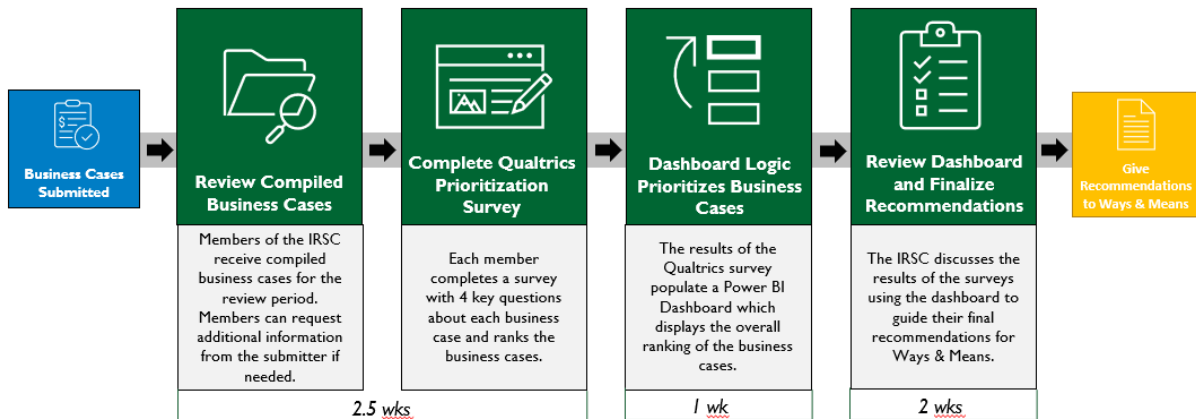 Business Cases
Submitted
Review Compiled
Business Cases
Members of the IRSC
receive compiled
business cases for the
review period.
Members can request
additional information
from the submitter if
needed.
Complete Qualtrics
Prioritization
Survey
Each member
completes a survey
with 4 key questions
about each business
case and ranks the
business cases.
2.5 wks
Dashboard Logic
Prioritizes Business
Cases
The results of the
Qualtrics survey
populate a Power BI
Dashboard which
displays the overall
ranking of the business
cases.
1 wk
Review Dashboard
and Finalize
Recommendations
The IRSC discusses the
results of the surveys
using the dashboard to
guide their final
recommendations for
Ways & Means.
2 wks
Give
Recommendations
to Ways & Means